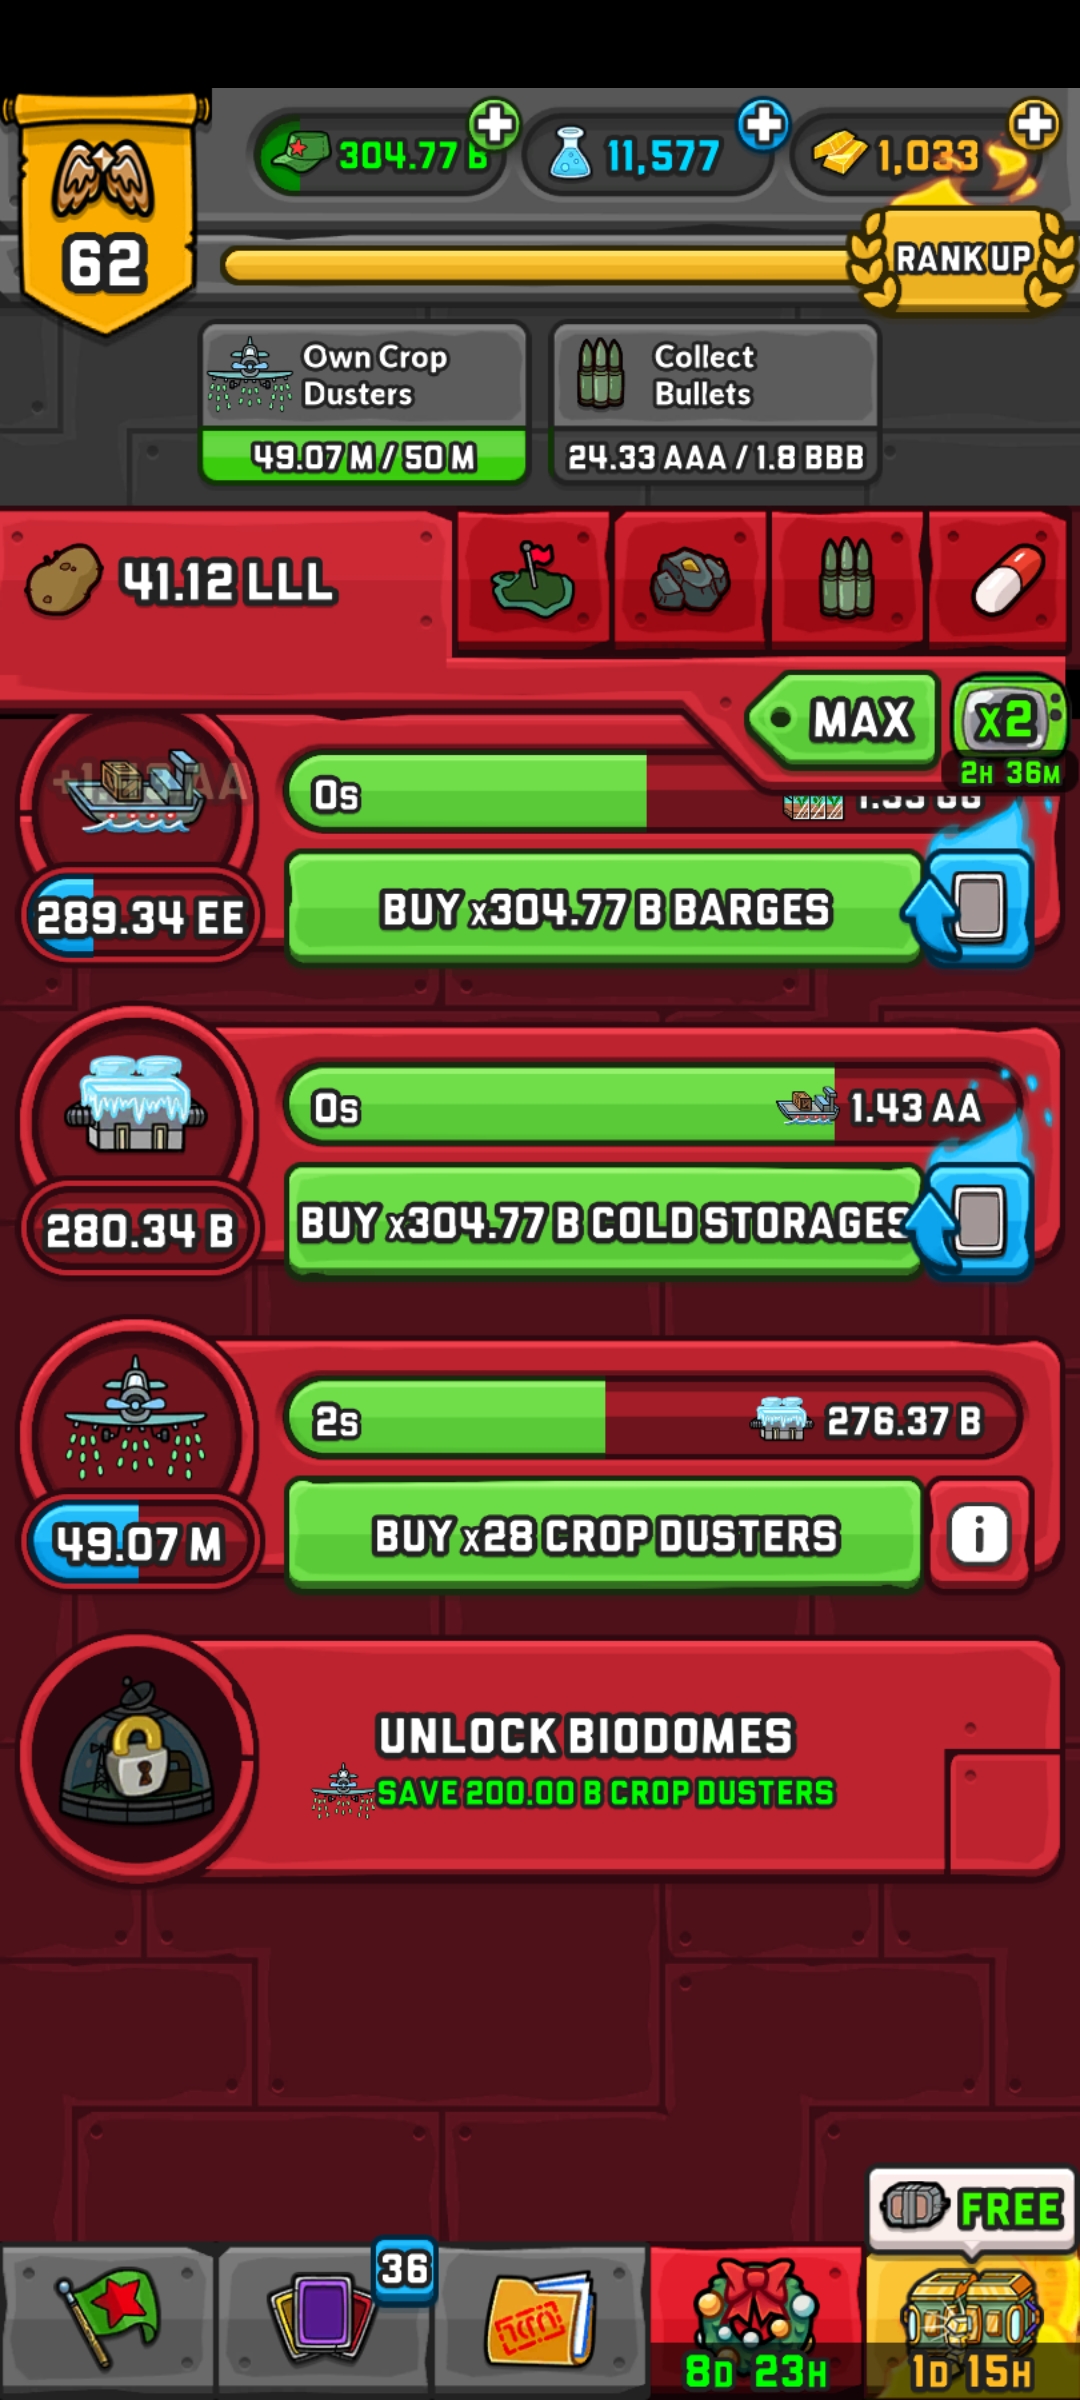 304.77 B
11,577
1,033
62
RANK UP
Own Crop
Dusters
49.07 M / 50 M
Collect
Bullets
24.33 AAA / 1.8 BBB
41.12 LLL
MAX
x2
2H 36M
0s
289.34 EE
BUY x304.77 B BARGES
0s
1.43 AA
280.34 B
BUY x304.77 B COLD STORAGES
2s
276.37 B
49.07 M
BUY x28 CROP DUSTERS
i
UNLOCK BIODOMES
SAVE 200.00 B CROP DUSTERS
FREE
36
8D 23H
1D 15H